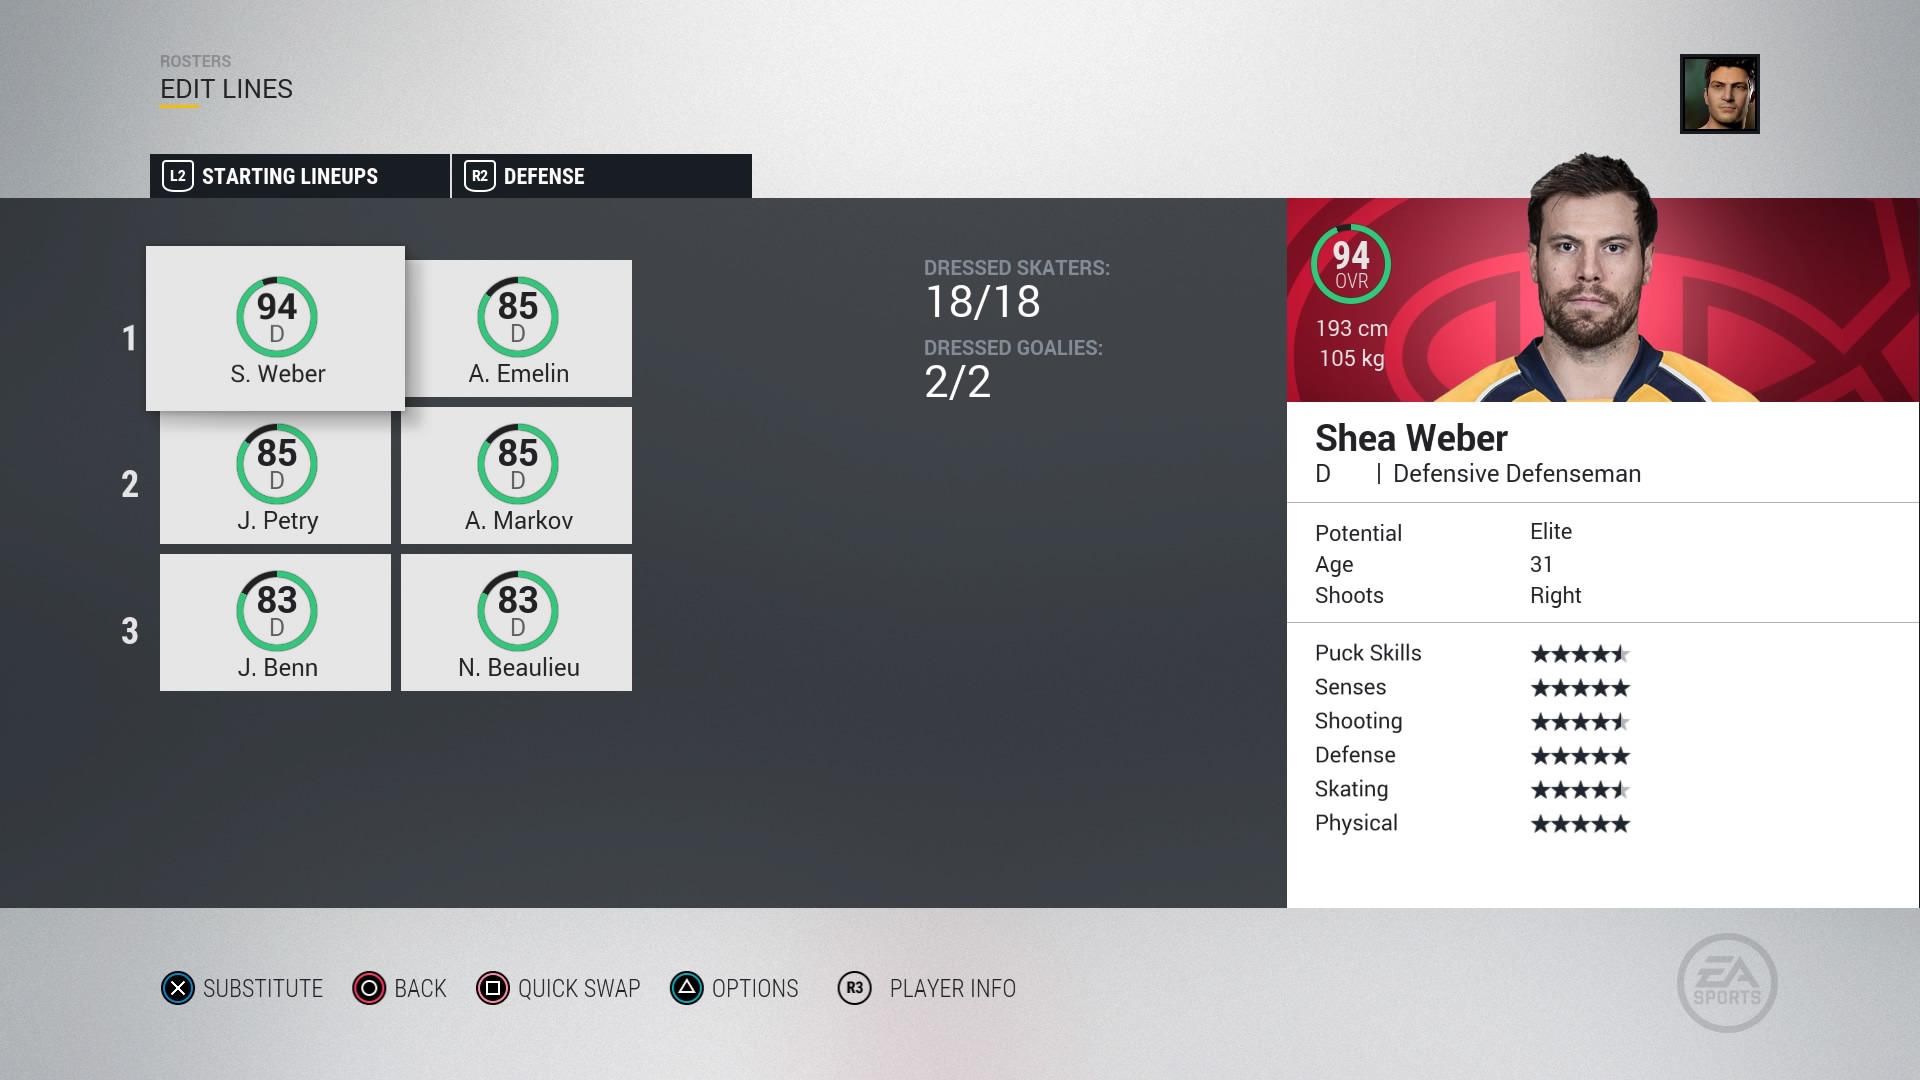 ROSTERS
EDIT LINES
L2 STARTING LINEUPS
R2 DEFENSE
1
94
D
S. Weber
85
D
A. Emelin
2
85
D
J. Petry
85
D
A. Markov
3
83
D
J. Benn
83
D
N. Beaulieu
DRESSED SKATERS:
18/18
DRESSED GOALIES:
2/2
94
OVR
193 cm
105 kg
Shea Weber
D | Defensive Defenseman
Potential Elite
Age 31
Shoots Right
Puck Skills
Senses
Shooting
Defense
Skating
Physical
SUBSTITUTE BACK QUICK SWAP OPTIONS R3 PLAYER INFO
EA
SPORTS